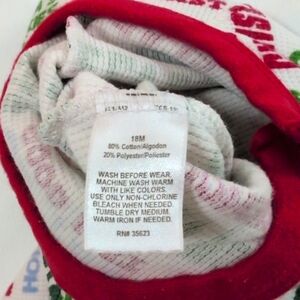 18M
80% Cotton/Algodon
20% Polyester/Poliester
WASH BEFORE WEAR.
MACHINE WASH WARM
WITH LIKE COLORS.
USE ONLY NON-CHLORINE
BLEACH WHEN NEEDED.
TUMBLE DRY MEDIUM.
WARM IRON IF NEEDED.
RN# 35623